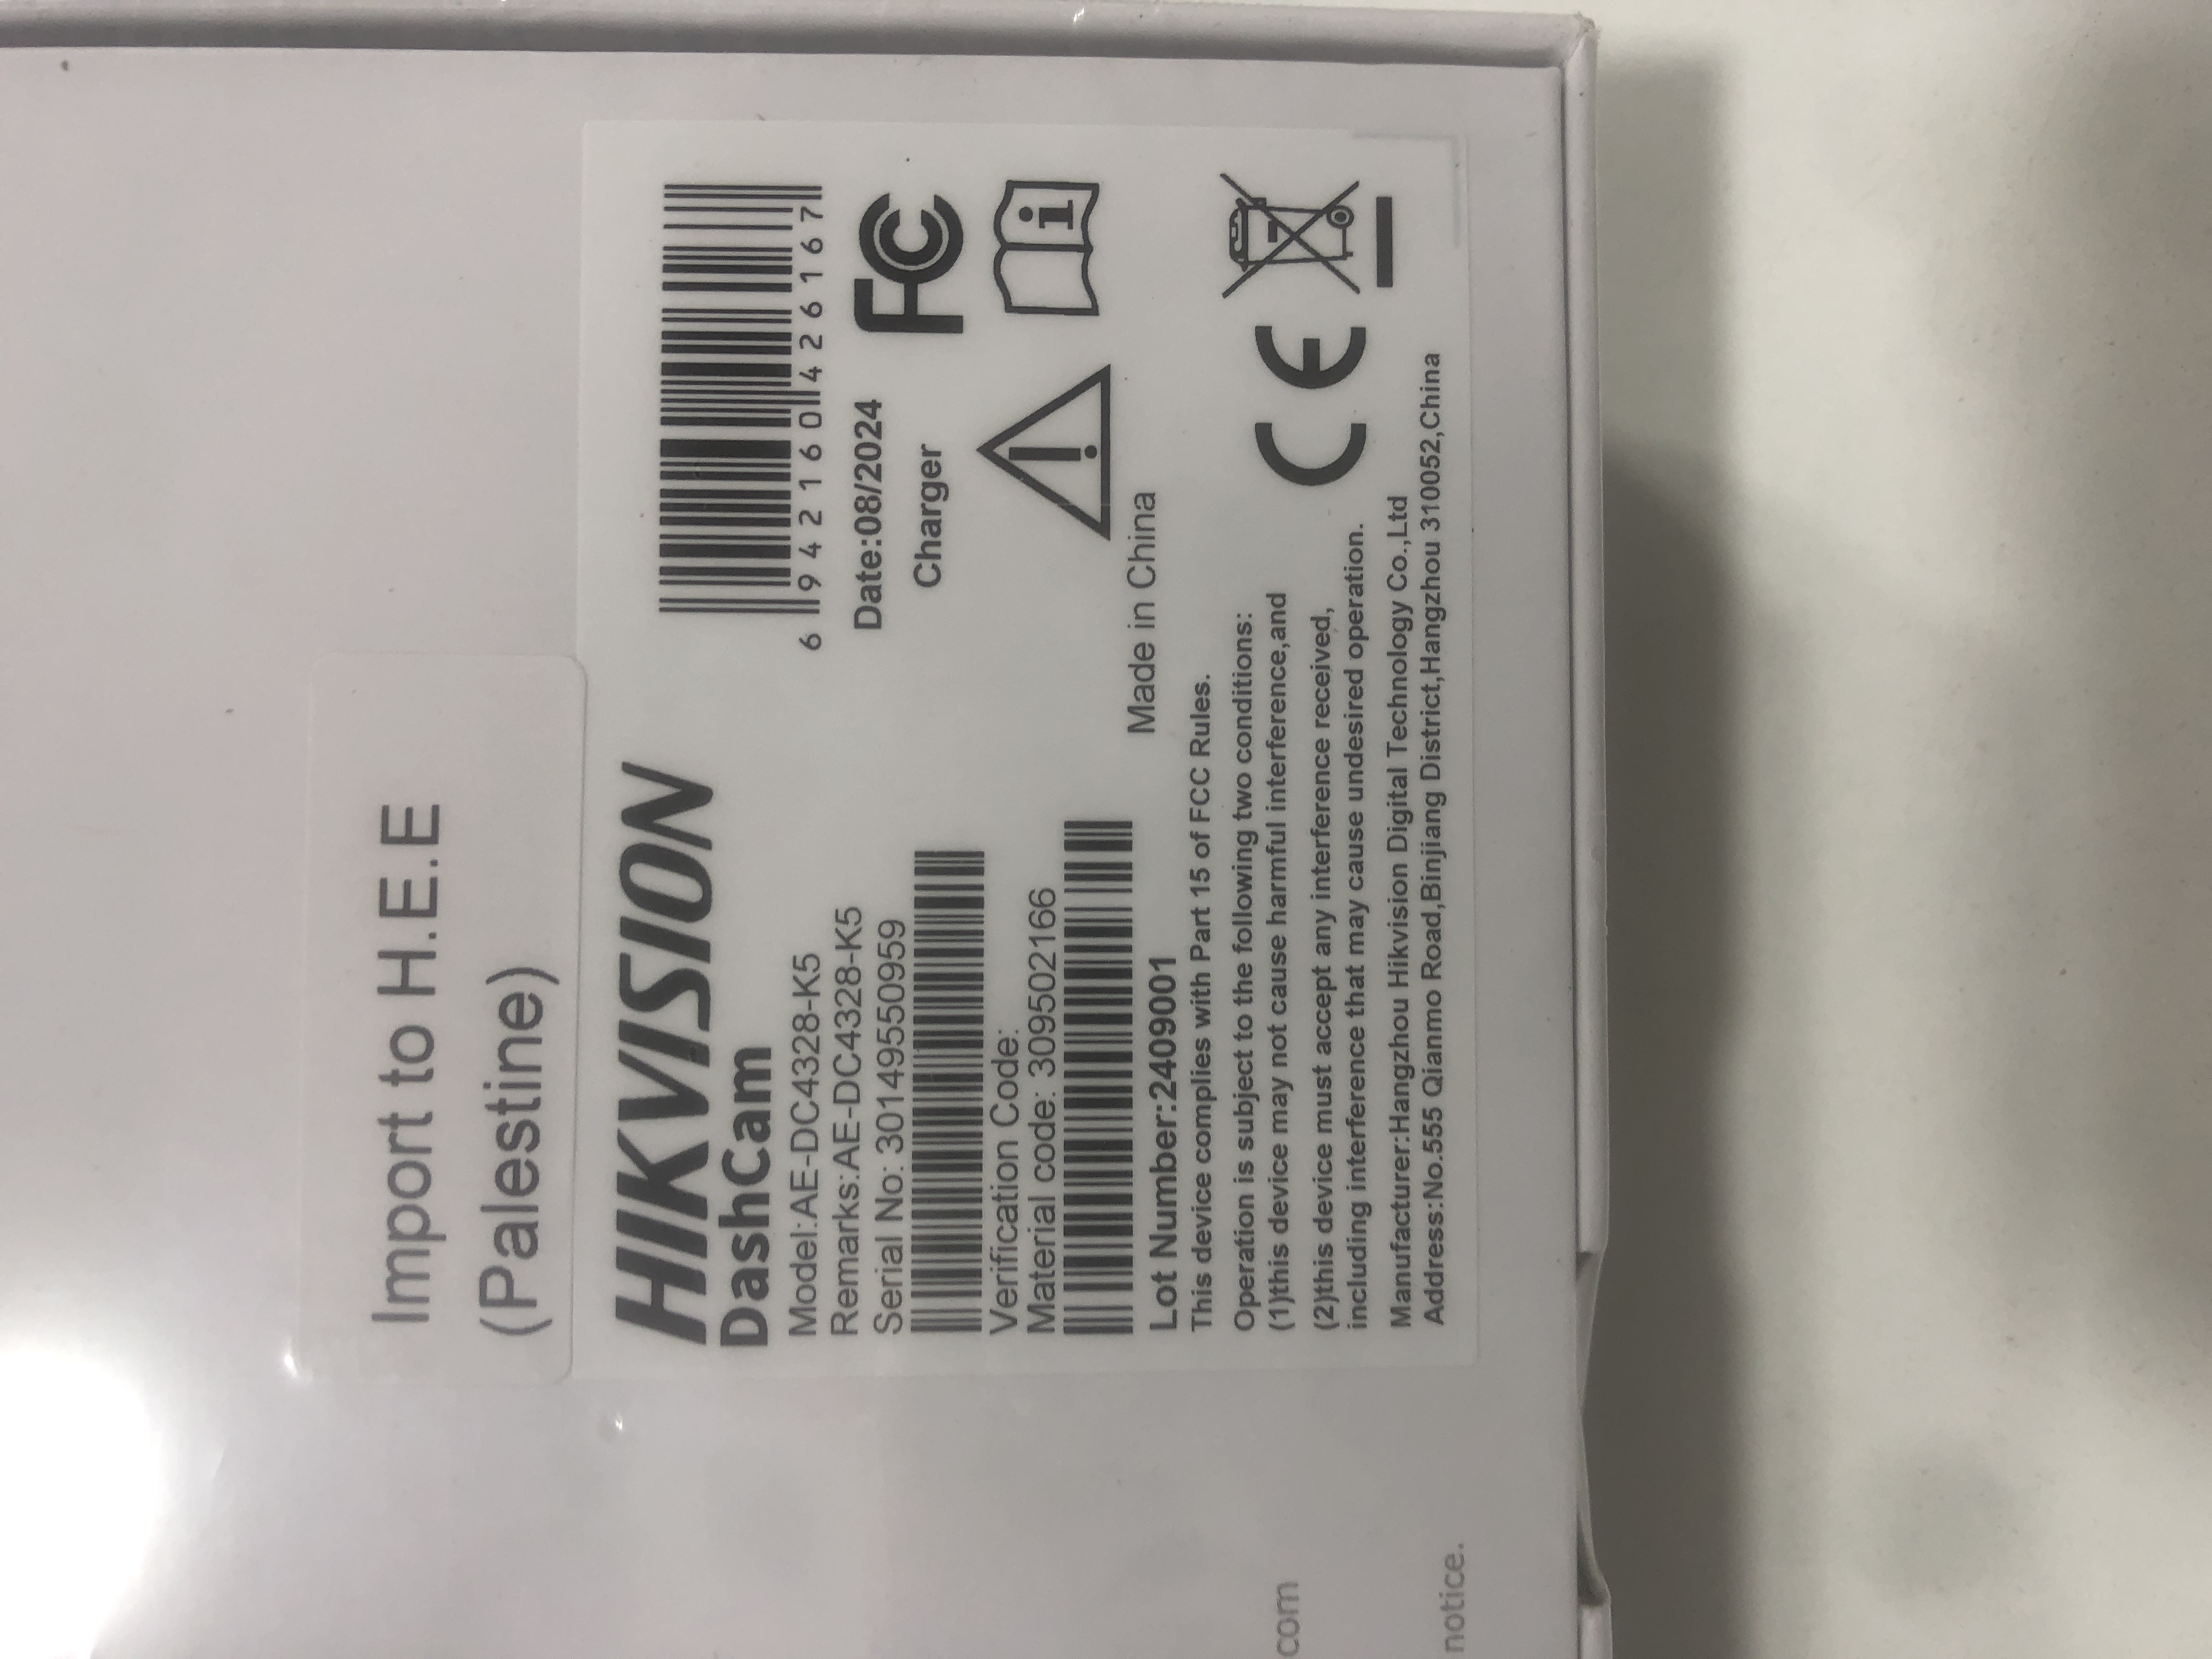 Import to H.E.E
(Palestine)
HIKVISION
DashCam
Model:AE-DC4328-K5
Remarks:AE-DC4328-K5
Serial No: 30149550959
Verification Code:
Material code: 309502166
Lot Number:2409001
6 942160 426167
Date:08/2024
Charger
FC
Made in China
This device complies with Part 15 of FCC Rules.
Operation is subject to the following two conditions:
(1)this device may not cause harmful interference,and
(2)this device must accept any interference received,
including interference that may cause undesired operation.
CE
Manufacturer:Hangzhou Hikvision Digital Technology Co.,Ltd
Address:No.555 Qianmo Road,Binjiang District,Hangzhou 310052,China
com
notice.